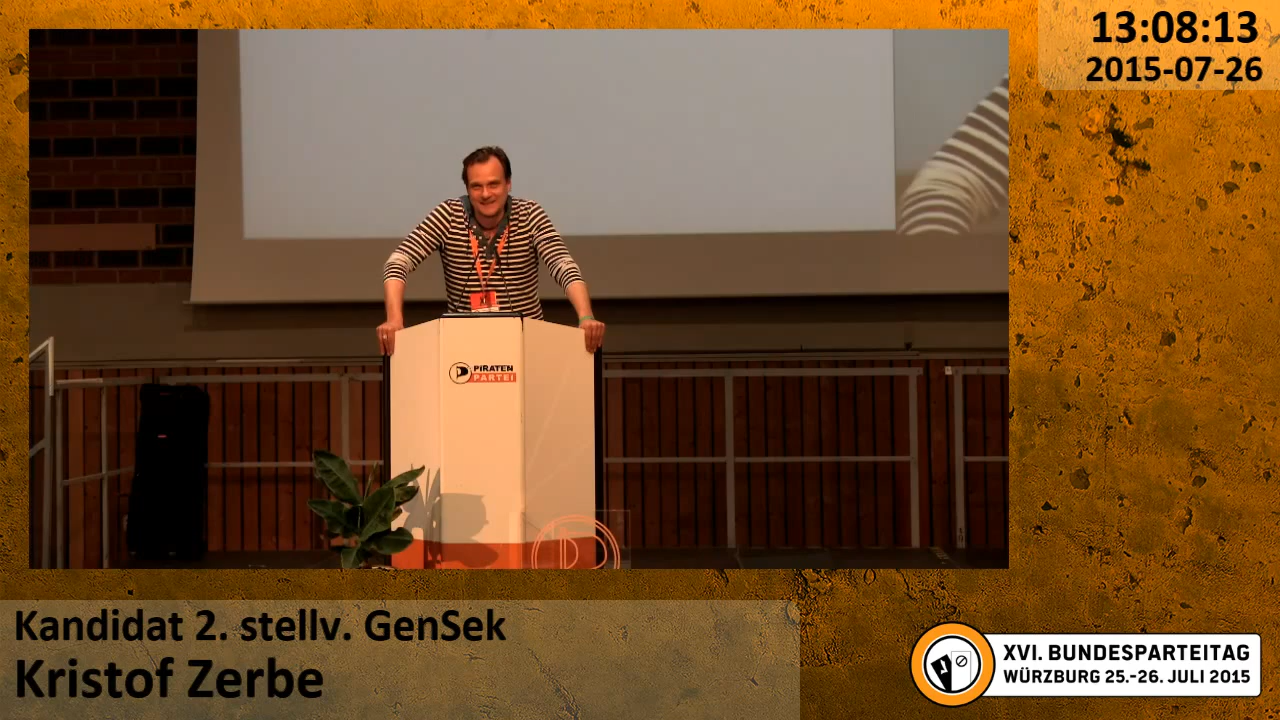 13:08:13
2015-07-26
PIRATEN
PARTEI
Kandidat 2. stellv. GenSek
Kristof Zerbe
XVI. BUNDESPARTEITAG
WÜRZBURG 25.-26. JULI 2015